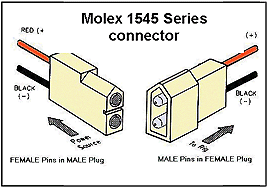 Molex 1545 Series
connector
RED (+
BLACK
(-)
Power
Source
FEMALE Pins in MALE Plug
(+)
BLACK
(-)
To Rig
MALE Pins in FEMALE Plug